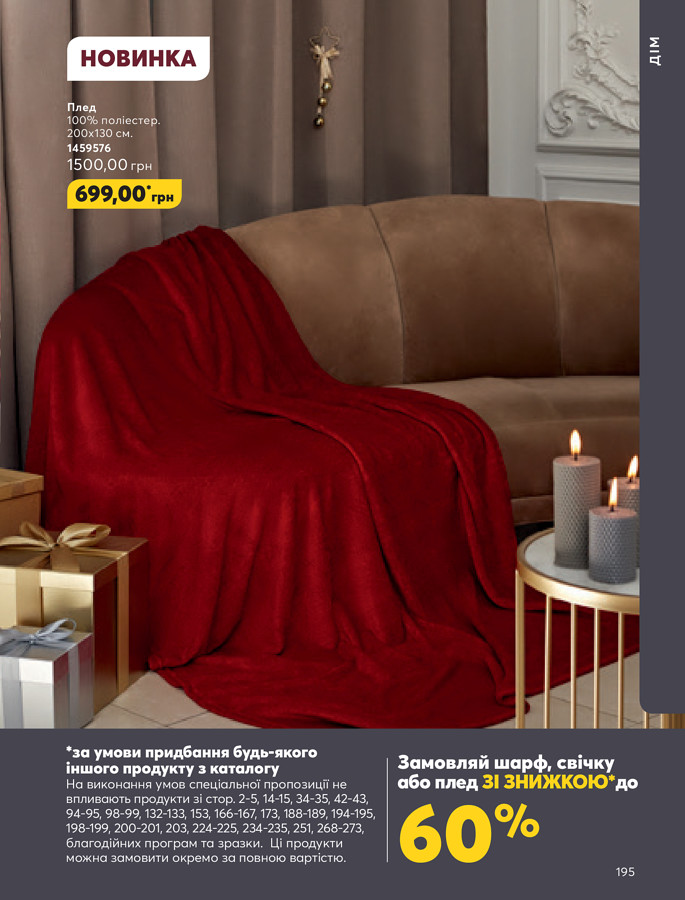 НОВИНКА
ДІМ
Плед
100% поліестер.
200х130 см.
1459576
1500,00 грн
699,00*грн
*за умови придбання будь-якого
іншого продукту з каталогу
На виконання умов спеціальної пропозиції не
впливають продукти зі стор. 2-5, 14-15, 34-35, 42-43,
94-95, 98-99, 132-133, 153, 166-167, 173, 188-189, 194-195,
198-199, 200-201, 203, 224-225, 234-235, 251, 268-273,
благодійних програм та зразки. Ці продукти
можна замовити окремо за повною вартістю.
Замовляй шарф, свічку
або плед ЗІ ЗНИЖКОЮ*до
60%
195